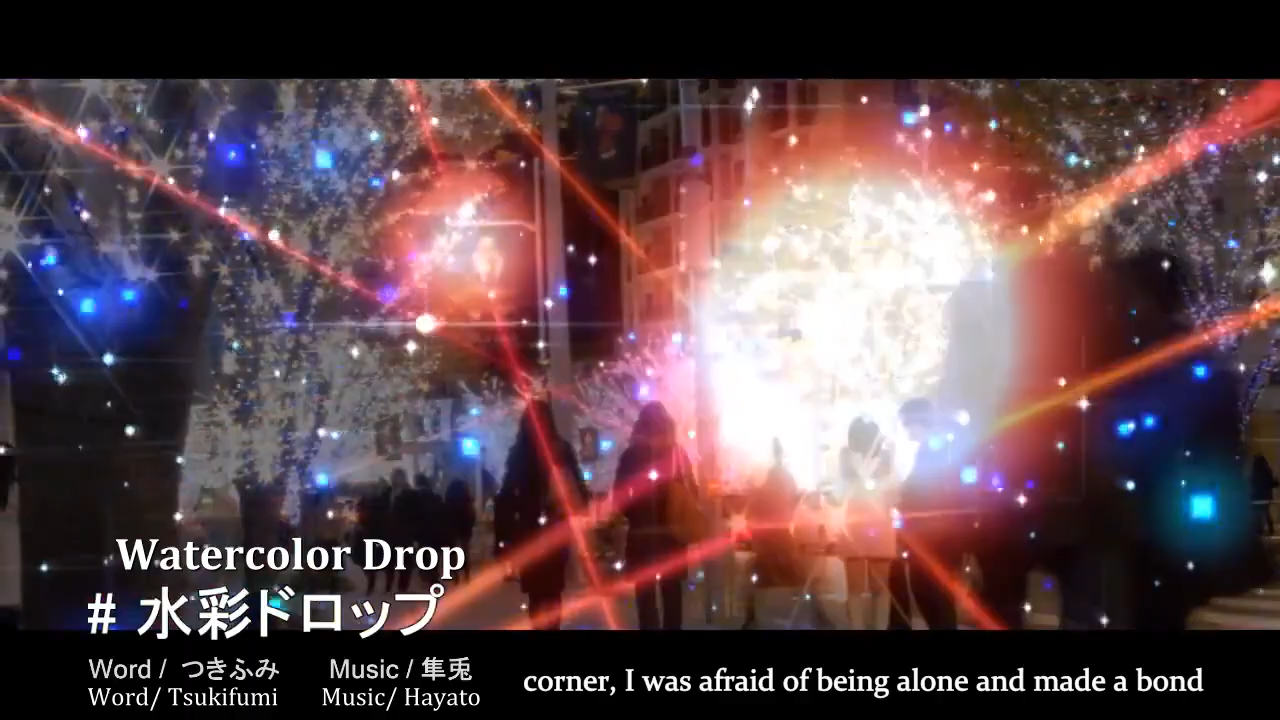 Watercolor Drop
# 水彩ドロップ
Word / つきふみ Music / 隼兎
Word/ Tsukifumi Music/ Hayato
corner, I was afraid of being alone and made a bond